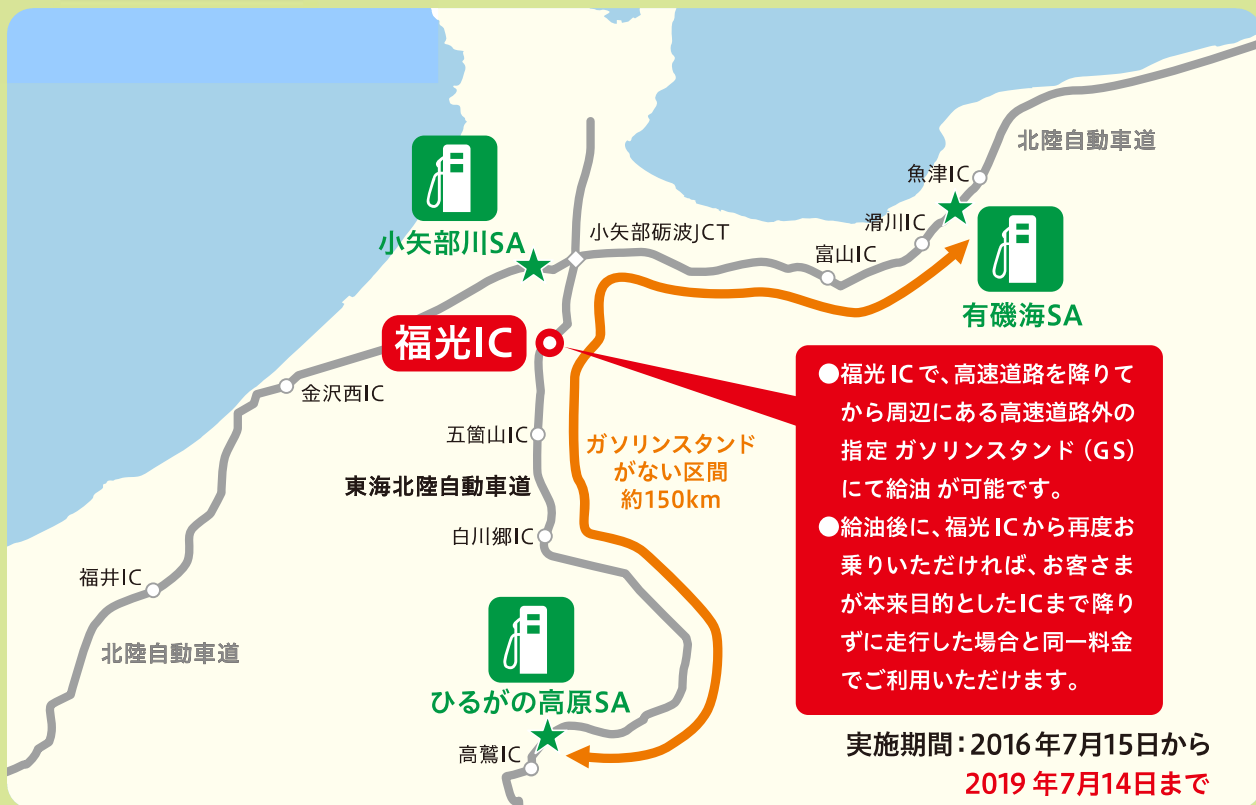 北陸自動車道
魚津IC
滑川IC
小矢部川SA
小矢部砺波JCT
富山IC
有磯海SA
福光IC
金沢西IC
五箇山IC
ガソリンスタンド
がない区間
約150km
東海北陸自動車道
白川郷IC
福井IC
北陸自動車道
ひるがの高原SA
高鷲IC
●福光ICで、高速道路を降りて
から周辺にある高速道路外の
指定 ガソリンスタンド(GS)
にて給油 が可能です。
●給油後に、福光ICから再度お
乗りいただければ、お客さま
が本来目的としたICまで降り
ずに走行した場合と同一料金
でご利用いただけます。
実施期間:2016年7月15日から
2019年7月14日まで